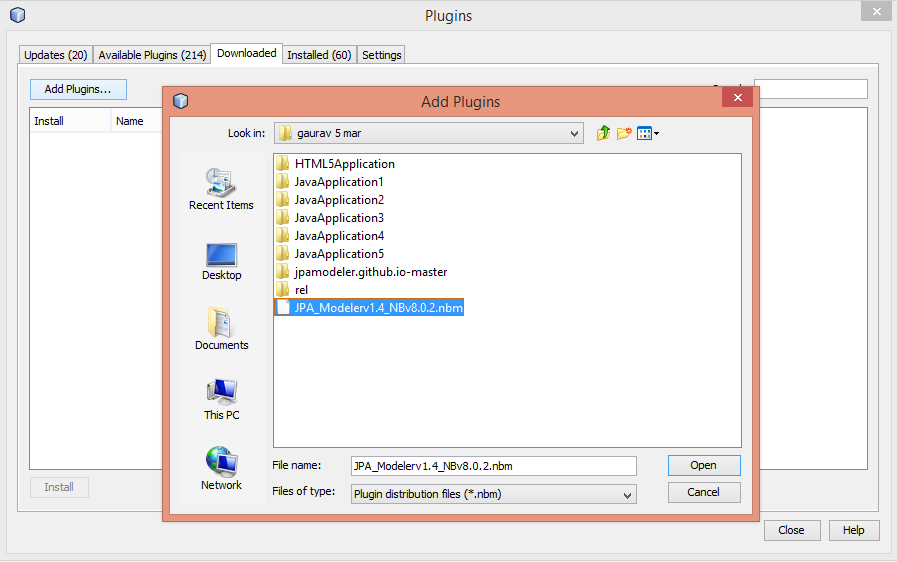 Plugins
Updates (20) Available Plugins (214) Downloaded Installed (60) Settings
Add Plugins...
Install Name
Add Plugins
Look in: gaurav 5 mar
HTML5Application
JavaApplication1
JavaApplication2
JavaApplication3
JavaApplication4
JavaApplication5
jpamodeler.github.io-master
rel
JPA_Modelerv1.4_NBv8.0.2.nbm
Recent Items
Desktop
Documents
This PC
Network
File name: JPA_Modelerv1.4_NBv8.0.2.nbm Open
Files of type: Plugin distribution files (*.nbm) Cancel
Install
Close Help